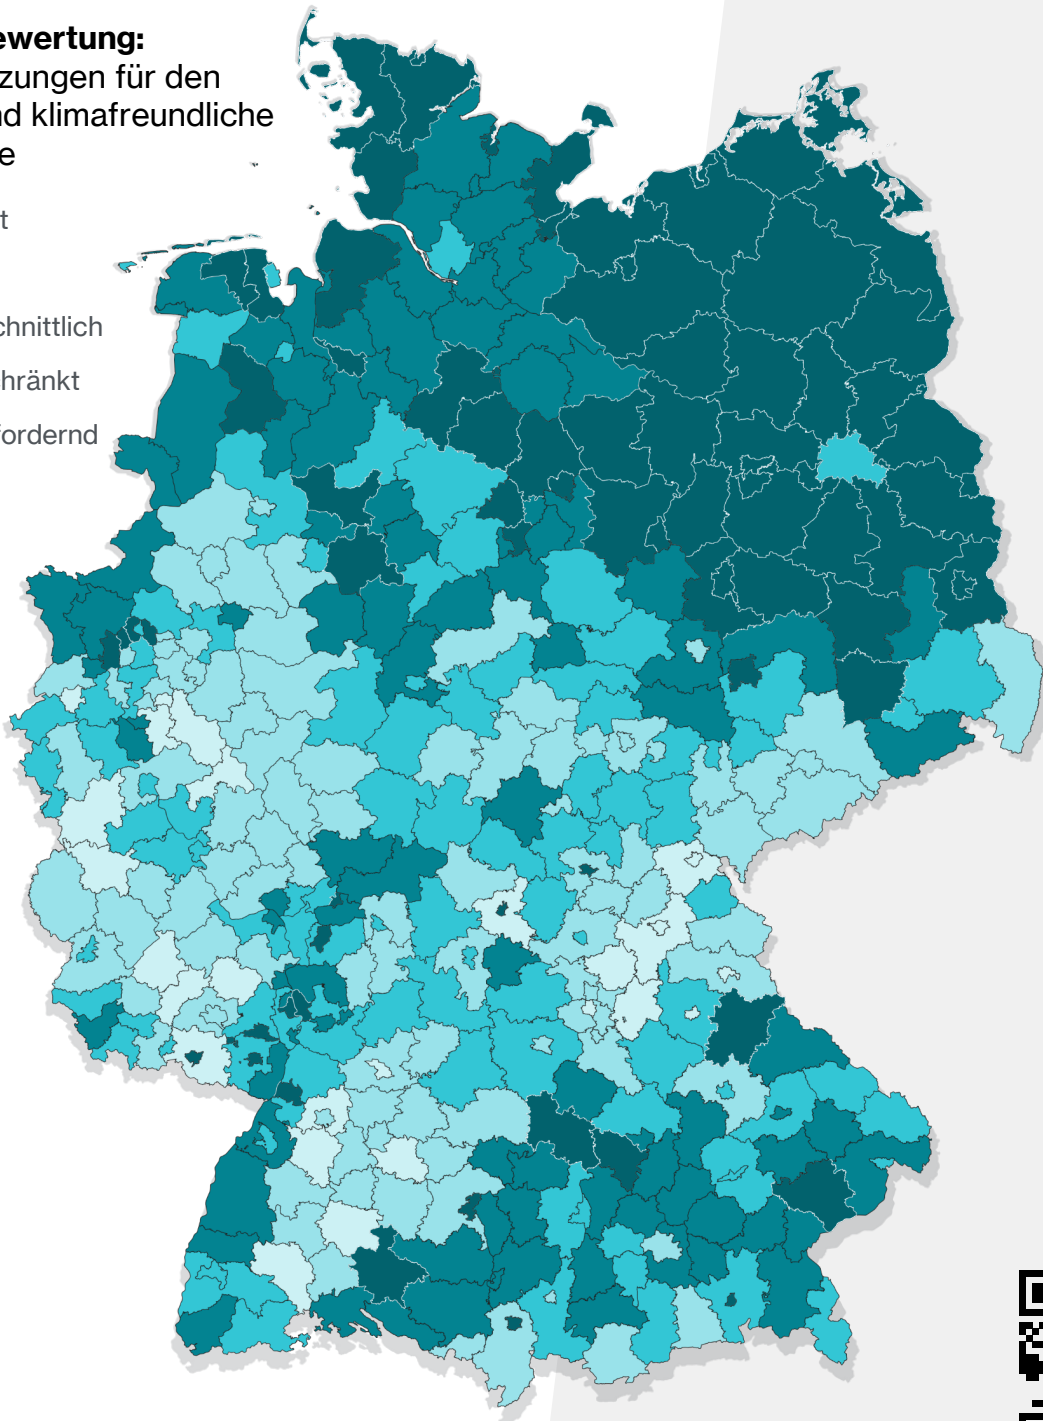 ewertung:
zungen für den
nd klimafreundliche
e
t
chnittlich
hränkt
fordernd